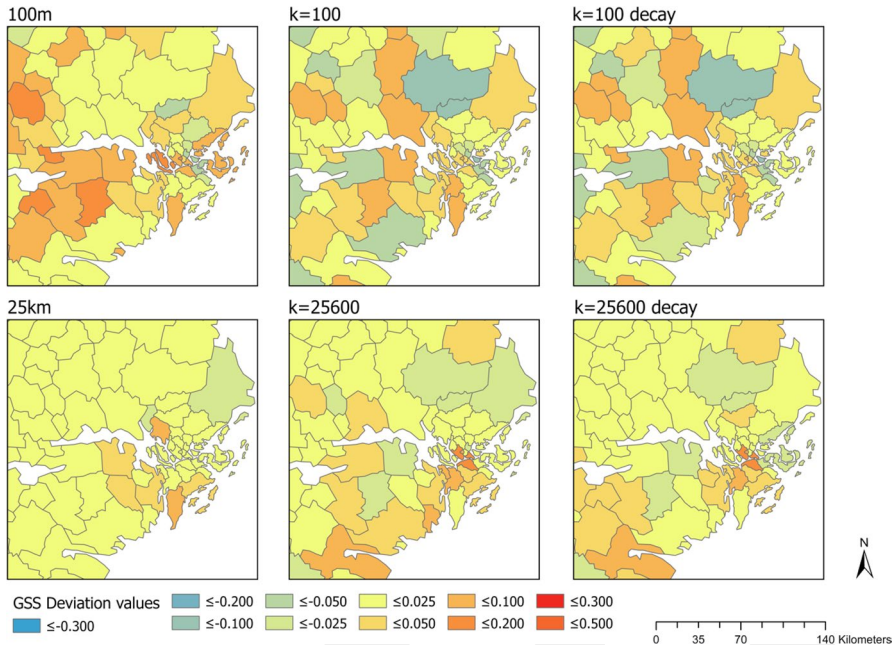 100m
k=100
k=100 decay
25km
k=25600
k=25600 decay
N
GSS Deviation values
≤-0.300
≤-0.200
≤-0.100
≤-0.050
≤-0.025
≤0.025
≤0.050
≤0.100
≤0.200
≤0.300
≤0.500
0 35 70 140 Kilometers